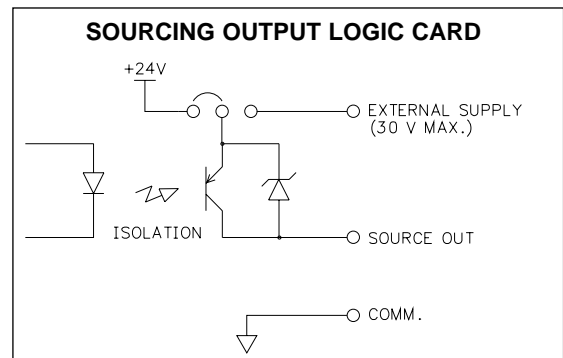 SOURCING OUTPUT LOGIC CARD
+24V
EXTERNAL SUPPLY
(30 V MAX.)
ISOLATION
SOURCE OUT
COMM.